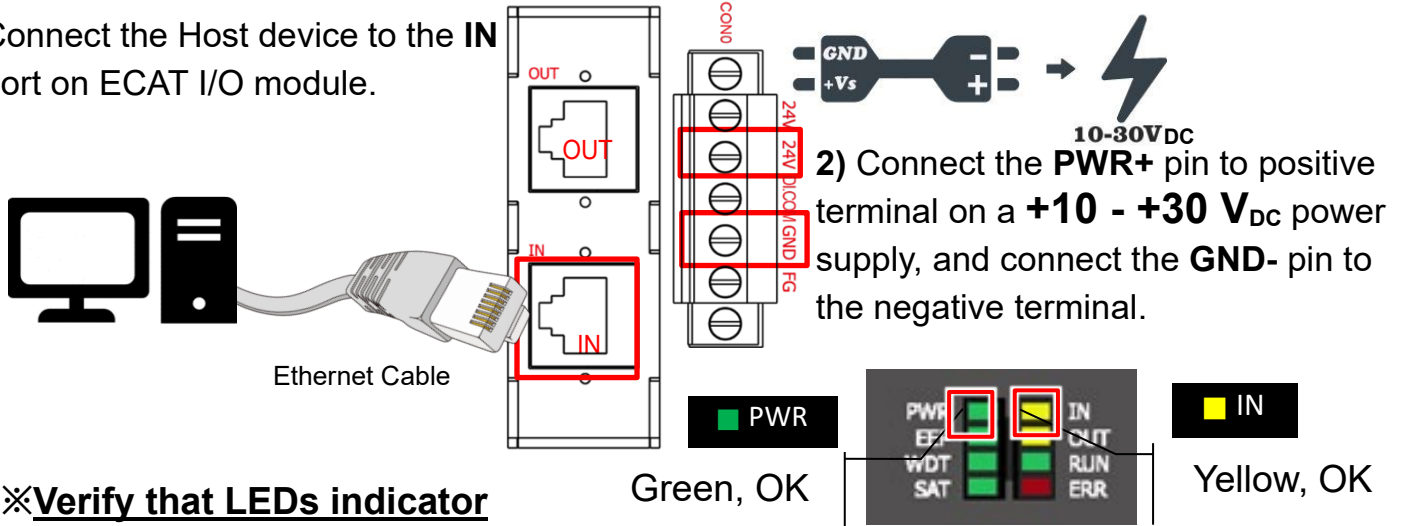 onnect the Host device to the IN
ort on ECAT I/O module.
OUT
OUT
IN
IN
CON0
24V
24V
DI.COM
GND
FG
GND
+Vs
-
+
10-30VDC
2) Connect the PWR+ pin to positive
terminal on a +10 - +30 VDC power
supply, and connect the GND- pin to
the negative terminal.
Ethernet Cable
PWR
PWR
WDT
SAT
IN
OUT
RUN
ERR
IN
Green, OK
Yellow, OK
※Verify that LEDs indicator